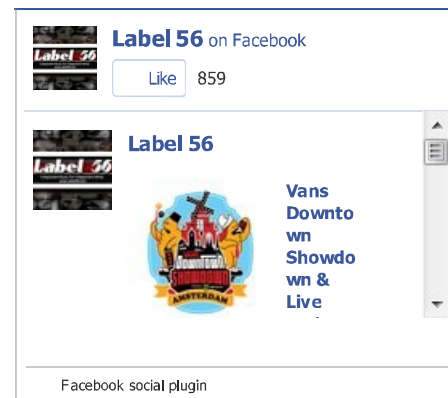 Label 56 on Facebook
Label 56
Like 859
Label 56
Label 56
Vans
Downto
wn
Showdo
wn &
Live
DOWNTOWN
SHOWDOWN
AMSTERDAM
Facebook social plugin